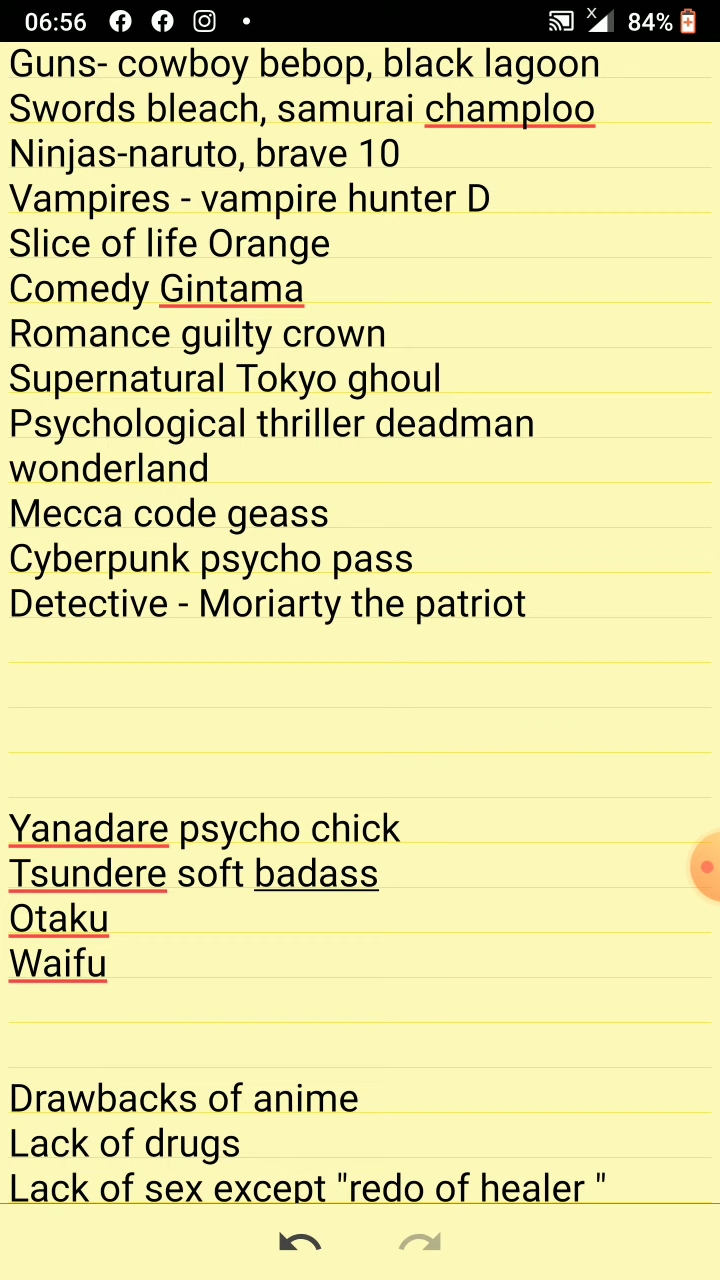 06:56 84%
Guns- cowboy bebop, black lagoon
Swords bleach, samurai champloo
Ninjas-naruto, brave 10
Vampires - vampire hunter D
Slice of life Orange
Comedy Gintama
Romance guilty crown
Supernatural Tokyo ghoul
Psychological thriller deadman
wonderland
Mecca code geass
Cyberpunk psycho pass
Detective - Moriarty the patriot
Yanadare psycho chick
Tsundere soft badass
Otaku
Waifu
Drawbacks of anime
Lack of drugs
Lack of sex except "redo of healer "